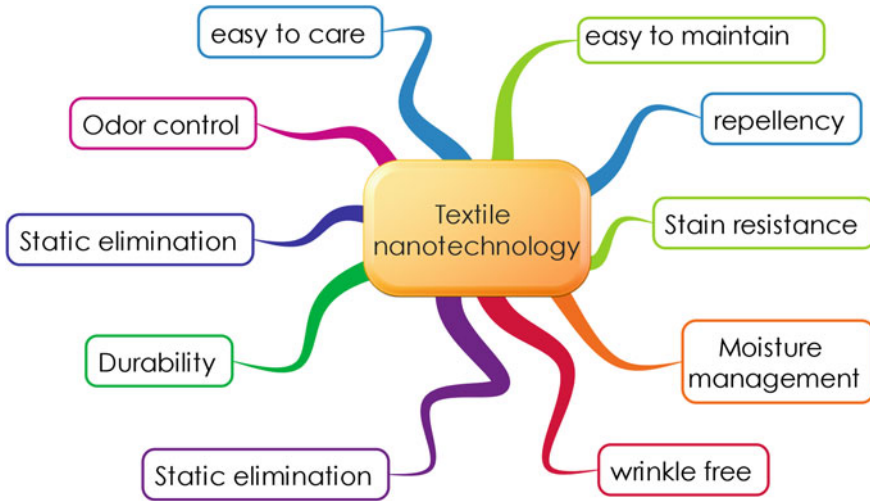 easy to care
easy to maintain
Odor control
repellency
Textile
nanotechnology
Static elimination
Stain resistance
Durability
Moisture
management
Static elimination
wrinkle free